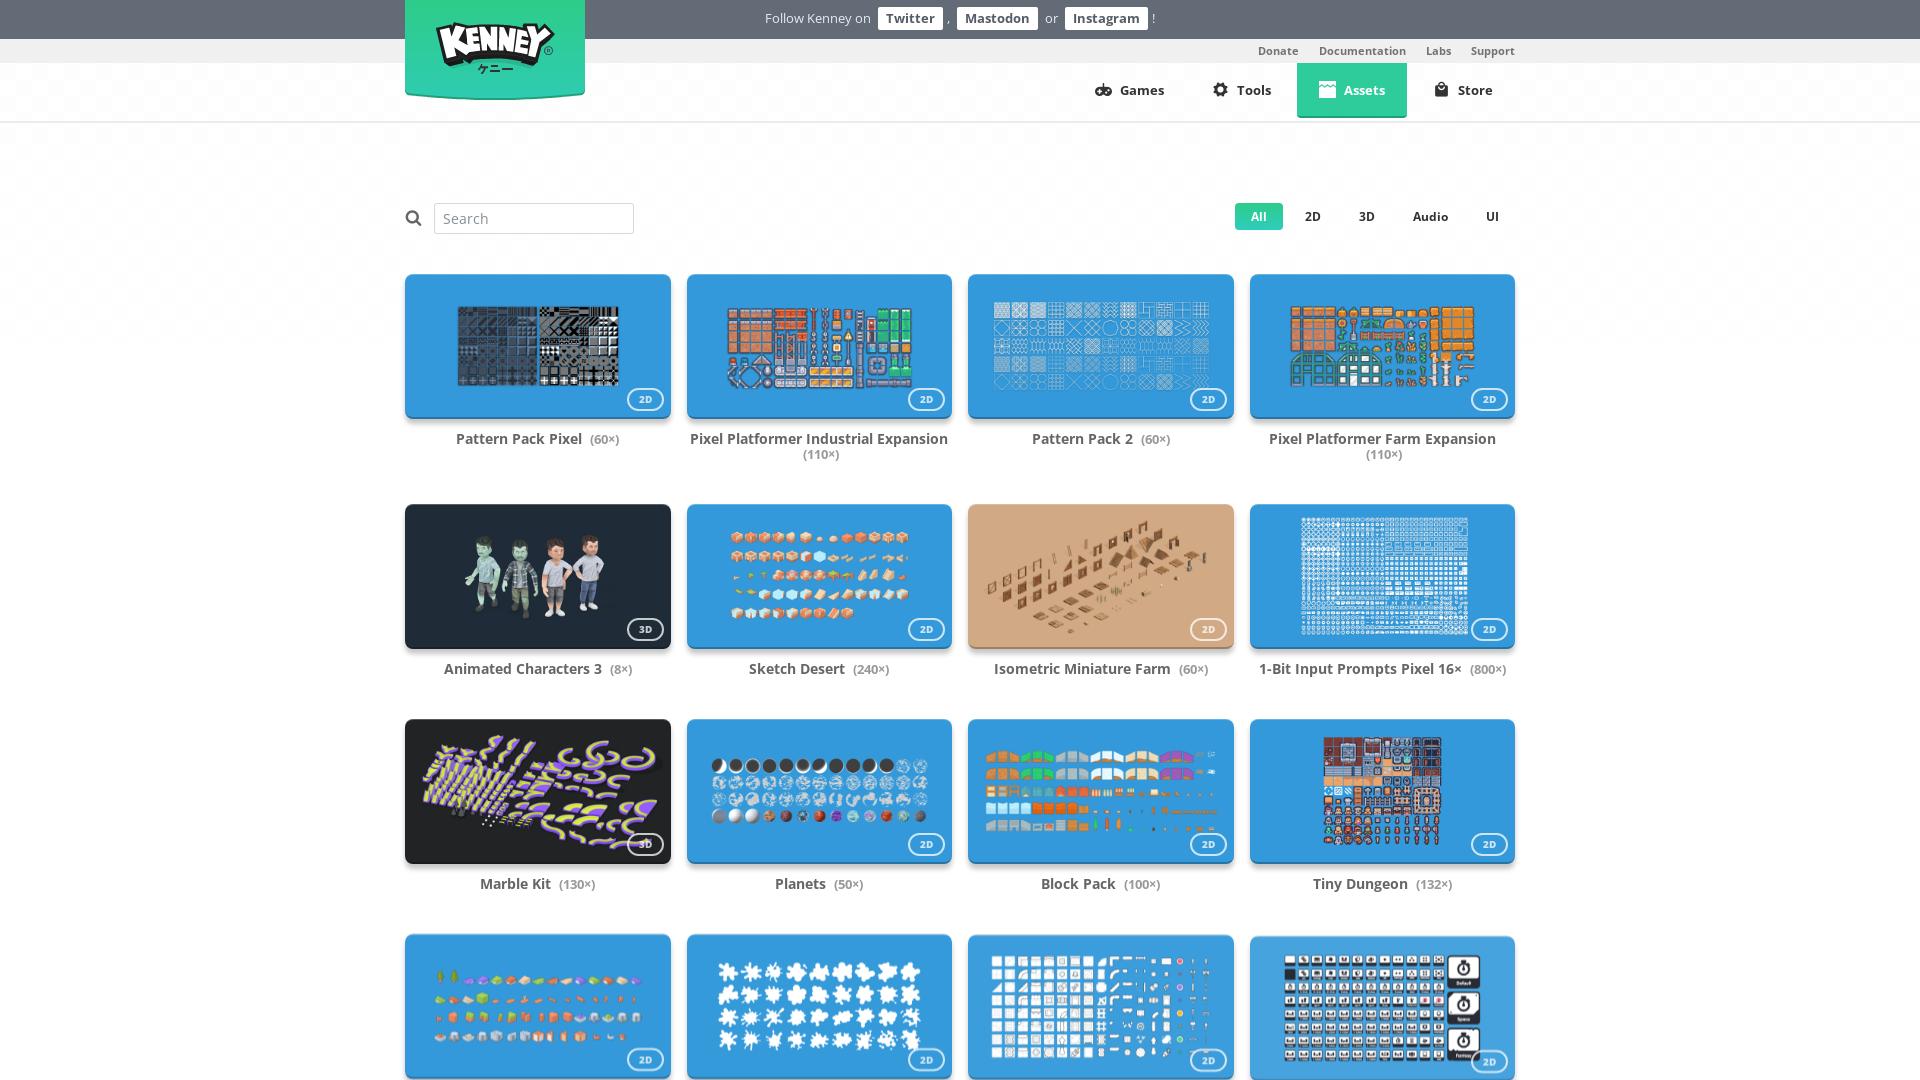 Follow Kenney on Twitter , Mastodon or Instagram !
KENNEY®
ケニー
Donate Documentation Labs Support
Games Tools Assets Store
Search
All 2D 3D Audio UI
2D 2D 2D 2D
Pattern Pack Pixel (60×)
Pixel Platformer Industrial Expansion
(110×)
Pattern Pack 2 (60×)
Pixel Platformer Farm Expansion
(110×)
3D 2D 2D 2D
Animated Characters 3 (8×)
Sketch Desert (240×)
Isometric Miniature Farm (60×)
1-Bit Input Prompts Pixel 16× (800×)
3D 2D 2D 2D
Marble Kit (130×)
Planets (50×)
Block Pack (100×)
Tiny Dungeon (132×)
Default
Space
Fantasy
2D 2D 2D 2D